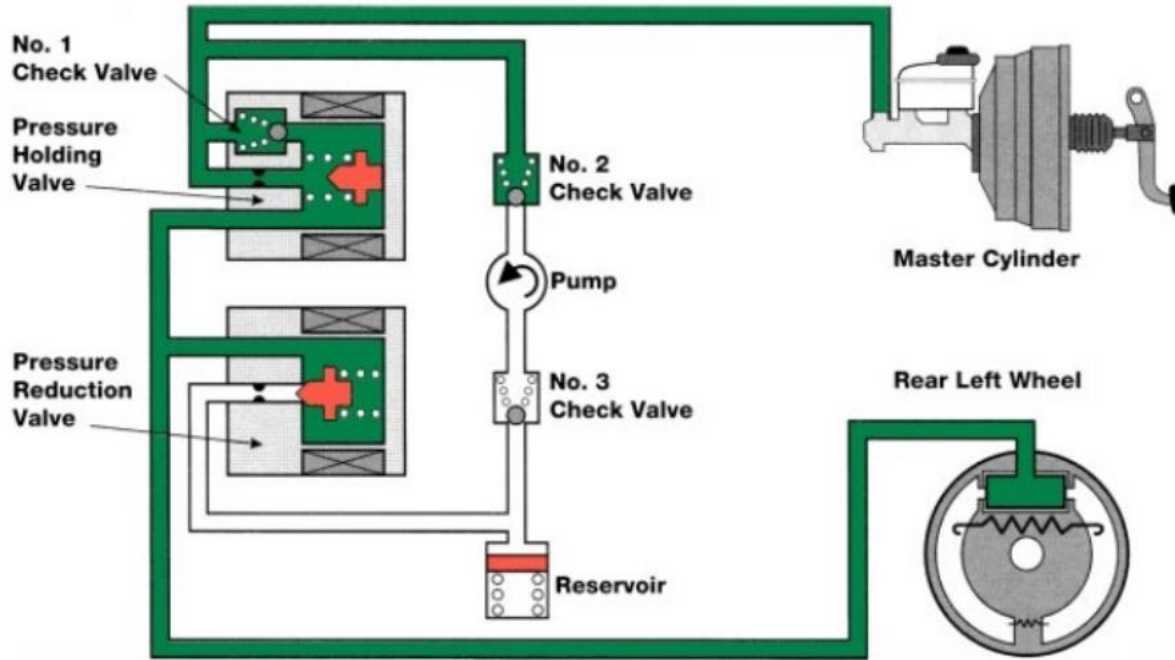 No. 1
Check Valve
Pressure
Holding
Valve
No. 2
Check Valve
Master Cylinder
Pump
Pressure
Reduction
Valve
No. 3
Check Valve
Rear Left Wheel
Reservoir